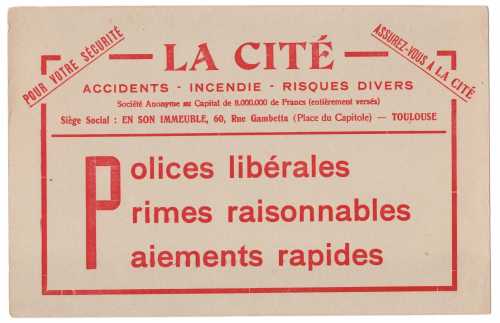 POUR VOTRE SÉCURITÉ
ASSUREZ-VOUS A LA CITÉ
LA CITÉ
ACCIDENTS - INCENDIE - RISQUES DIVERS
Société Anonyme au Capital de 8.000.000 de Francs (entièrement versés)
Siège Social : EN SON IMMEUBLE, 60, Rue Gambetta (Place du Capitole) — TOULOUSE
Polices libérales
Primes raisonnables
Paiements rapides